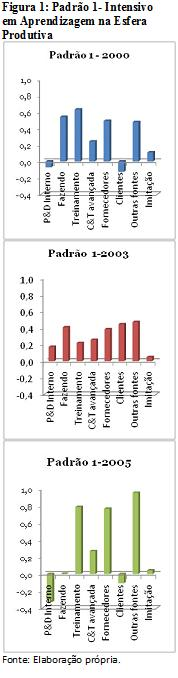 Figura 1: Padrão 1- Intensivo
em Aprendizagem na Esfera
Produtiva
Padrão 1 - 2000
1,0
0,8
0,6
0,4
0,2
0,0
-0,2
-0,4
P&D Interno
Fazendo
Treinamento
C&T avançada
Fornecedores
Clientes
Outras fontes
Imitação
Padrão 1-2003
1.0
0.8
0.6
0.4
0.2
0.0
-0.2
-0.4
P&D Interno
Fazendo
Treinamento
C&T avançada
Fornecedores
Clientes
Outras fontes
Imitação
Padrão 1-2005
1,0
0,8
0,6
0,4
0,2
0,0
-0,2
-0,4
P&D Interno
Fazendo
Treinamento
C&T avançada
Fornecedores
Clientes
Outras fontes
Imitação
Fonte: Elaboração própria.